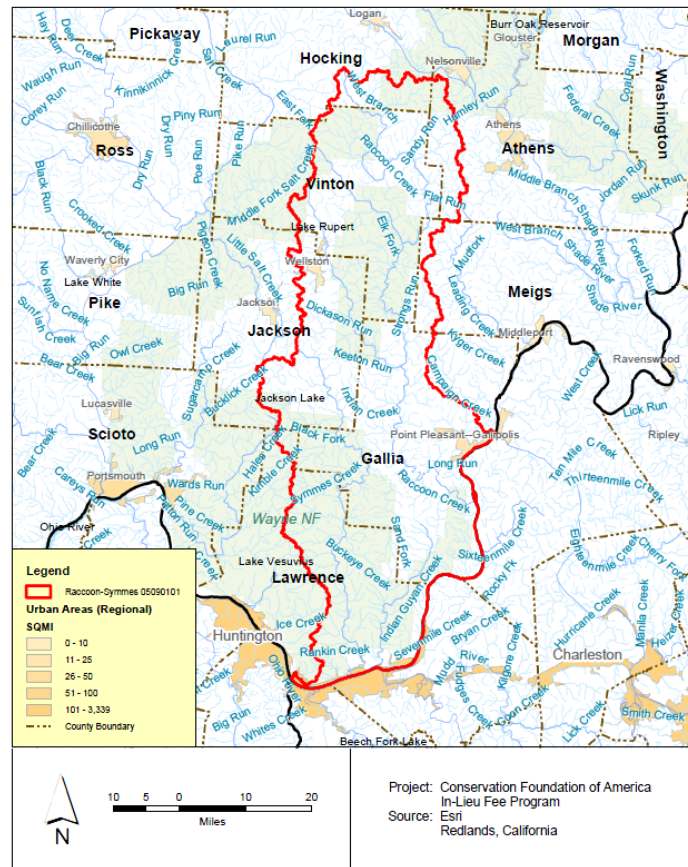 Logan
Burr Oak Reservoir
Glouster
Pickaway
Laurel Run
Hay Run
Deer Creek
Hocking
Morgan
Salt Creek
Nelsonville
Waugh Run
Kinnikinnick Creek
West Branch
Coal Run
Washington
Corey Run
Piny Run
East Fork
Hamley Run
Federal Creek
Chillicothe
Sandy Run
Athens
Ross
Dry Run
Dry Run
Poe Run
Pike Run
Raccoon Creek
Athens
Black Run
Middle Fork Salt Creek
Vinton
Flat Run
Middle Branch Shade River
Jordan Run
Skunk Run
Crooked Creek
Lake Rupert
Elk Fork
West Branch Shade River
Forked Run
Waverly City
Pigeon Creek
Little Salt Creek
Wellston
Mudfork
Shade River
No Name Creek
Lake White
Big Run
Strongs Run
Leading Creek
Meigs
Pike
Jackson
Dickason Run
Middleport
Sunfish Creek
Big Run
Owl Creek
Jackson
Kyger Creek
Ravenswood
Bear Creek
Sugarcamp Creek
Keeton Run
Campaign Creek
West Creek
Lucasville
Bucklick Creek
Jackson Lake
Indian Creek
Lick Run
Scioto
Long Run
Black Fork
Point Pleasant--Gallipolis
Ripley
Bear Creek
Hales Creek
Kimble Creek
Gallia
Long Run
Ten Mile Creek
Careys Run
Portsmouth
Wards Run
Symmes Creek
Raccoon Creek
Thirteenmile Creek
Pine Creek
Wayne NF
Sand Fork
Ohio River
Sixteenmile Creek
Eighteenmile Creek
Cherry Fork
Lake Vesuvius
Buckeye Creek
Lawrence
Indian Guyan Creek
Rocky Fk
Legend
Raccoon-Symmes 05090101
Urban Areas (Regional)
SQMI
0 - 10
11 - 25
26 - 50
51 - 100
101 - 3,339
County Boundary
Ice Creek
Huntington
Rankin Creek
Sevenmile Creek
Bryan Creek
Hurricane Creek
Manila Creek
Heizer Creek
Ohio River
Mudd River
Kilgore Creek
Charleston
Coon Creek
Smith Creek
Big Run
Whites Creek
Lick Creek
Beech Fork Lake
N
10 5 0 10 20
Miles
Project: Conservation Foundation of America
In-Lieu Fee Program
Source: Esri
Redlands, California